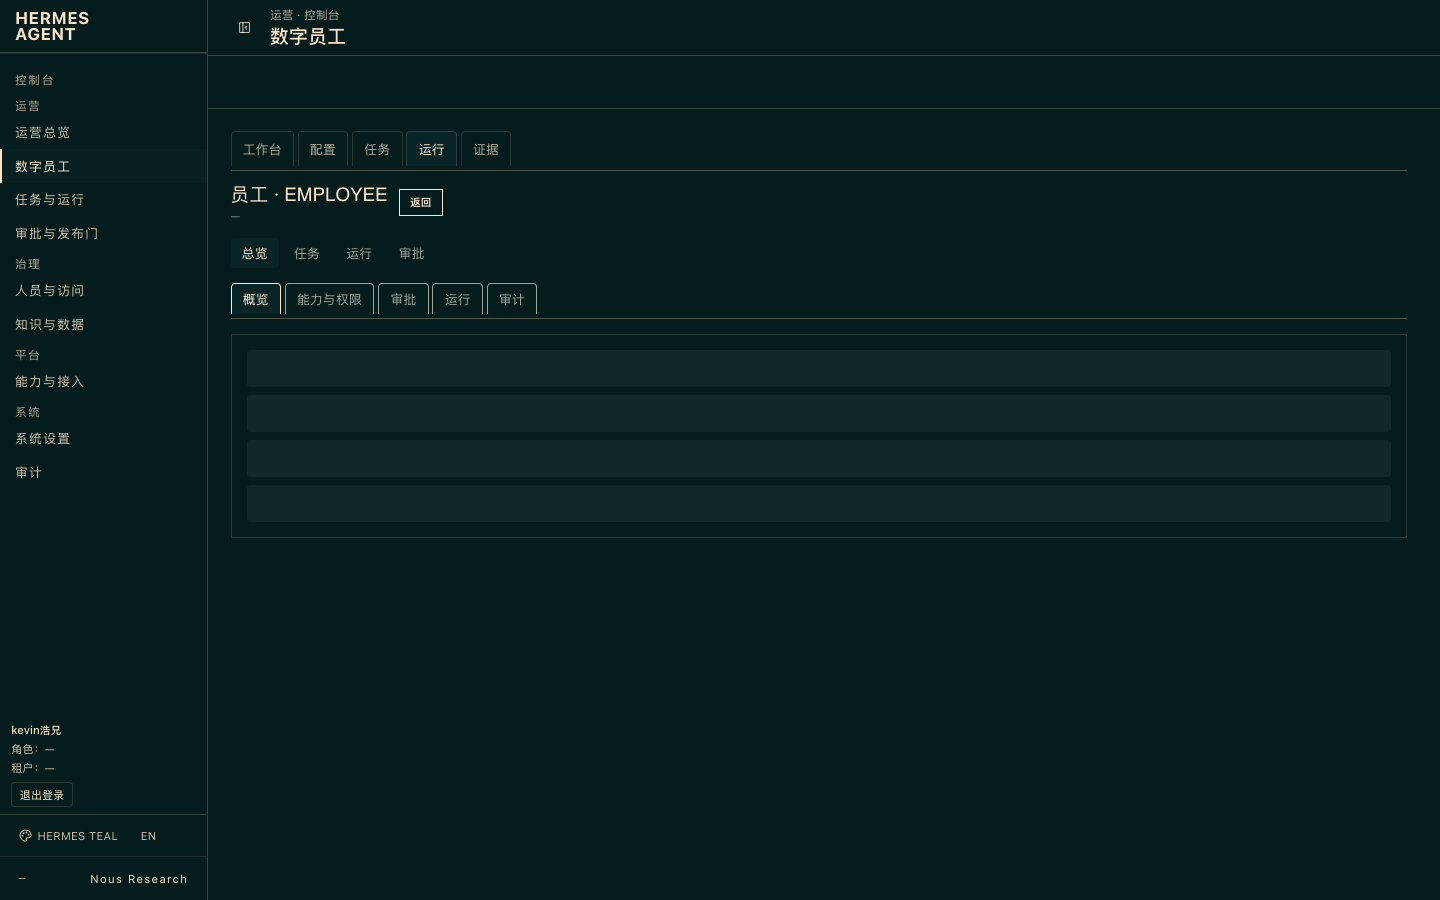 HERMES
AGENT
控制台
运营
运营总览
数字员工
任务与运行
审批与发布门
治理
人员与访问
知识与数据
平台
能力与接入
系统
系统设置
审计
kevin浩兄
角色: —
租户: —
退出登录
HERMES TEAL EN
— Nous Research
运营 · 控制台
数字员工
工作台 配置 任务 运行 证据
员工 · EMPLOYEE 返回
—
总览 任务 运行 审批
概览 能力与权限 审批 运行 审计